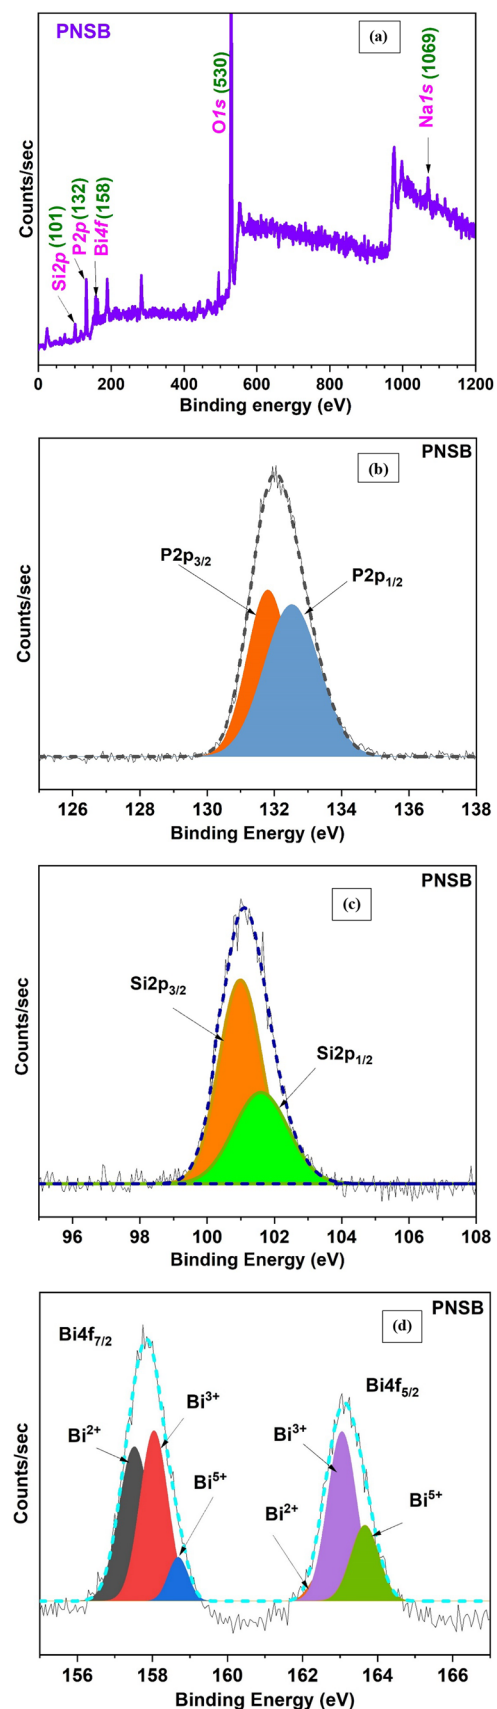 PNSB
(a)
Si2p (101)
P2p (132)
Bi4f (158)
O1s (530)
Na1s (1069)
Counts/sec
0 200 400 600 800 1000 1200
Binding energy (eV)
PNSB
(b)
P2p3/2
P2p1/2
Counts/sec
126 128 130 132 134 136 138
Binding Energy (eV)
PNSB
(c)
Si2p3/2
Si2p1/2
Counts/sec
96 98 100 102 104 106 108
Binding Energy (eV)
PNSB
(d)
Bi4f7/2
Bi4f5/2
Bi2+
Bi3+
Bi5+
Bi3+
Bi2+
Bi5+
Counts/sec
156 158 160 162 164 166
Binding Energy (eV)